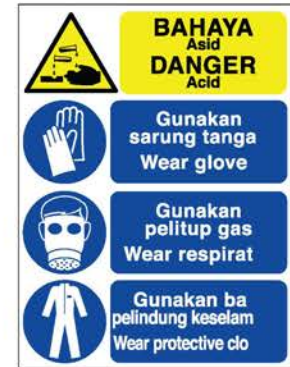 BAHAYA
Asid
DANGER
Acid
Gunakan
sarung tanga
Wear glove
Gunakan
pelitup gas
Wear respirat
Gunakan ba
pelindung keselam
Wear protective clo